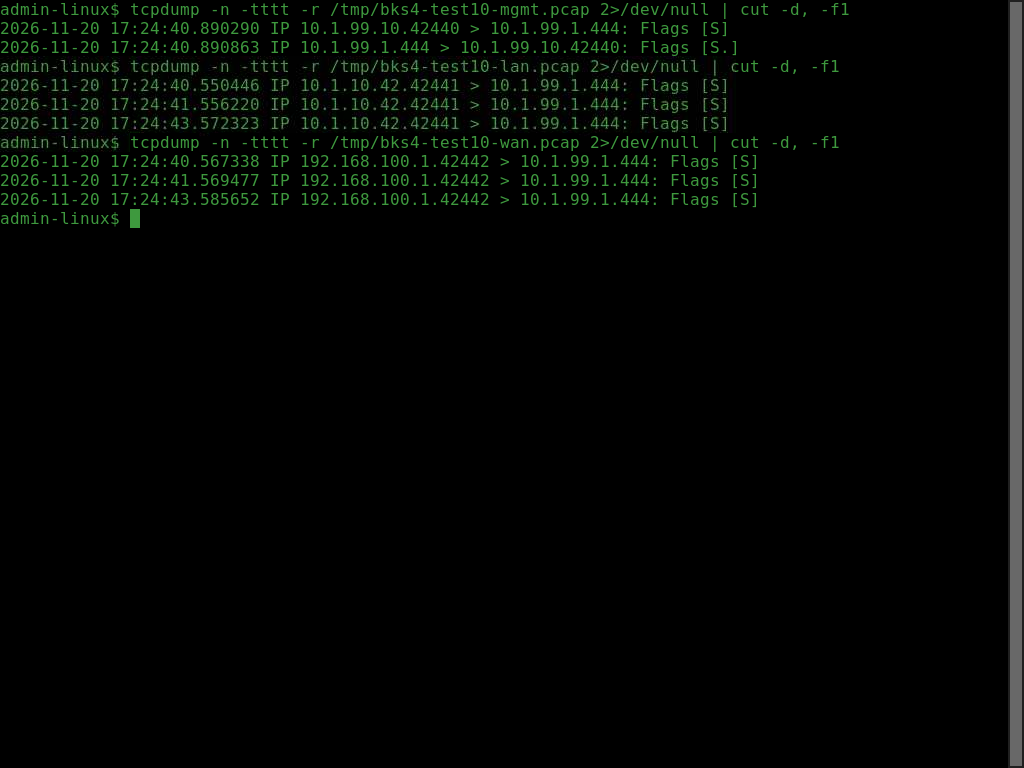 admin-linux$ tcpdump -n -tttt -r /tmp/bks4-test10-mgmt.pcap 2>/dev/null | cut -d, -f1
2026-11-20 17:24:40.890290 IP 10.1.99.10.42440 > 10.1.99.1.444: Flags [S]
2026-11-20 17:24:40.890863 IP 10.1.99.1.444 > 10.1.99.10.42440: Flags [S.]
admin-linux$ tcpdump -n -tttt -r /tmp/bks4-test10-lan.pcap 2>/dev/null | cut -d, -f1
2026-11-20 17:24:40.550446 IP 10.1.10.42.42441 > 10.1.99.1.444: Flags [S]
2026-11-20 17:24:41.556220 IP 10.1.10.42.42441 > 10.1.99.1.444: Flags [S]
2026-11-20 17:24:43.572323 IP 10.1.10.42.42441 > 10.1.99.1.444: Flags [S]
admin-linux$ tcpdump -n -tttt -r /tmp/bks4-test10-wan.pcap 2>/dev/null | cut -d, -f1
2026-11-20 17:24:40.567338 IP 192.168.100.1.42442 > 10.1.99.1.444: Flags [S]
2026-11-20 17:24:41.569477 IP 192.168.100.1.42442 > 10.1.99.1.444: Flags [S]
2026-11-20 17:24:43.585652 IP 192.168.100.1.42442 > 10.1.99.1.444: Flags [S]
admin-linux$